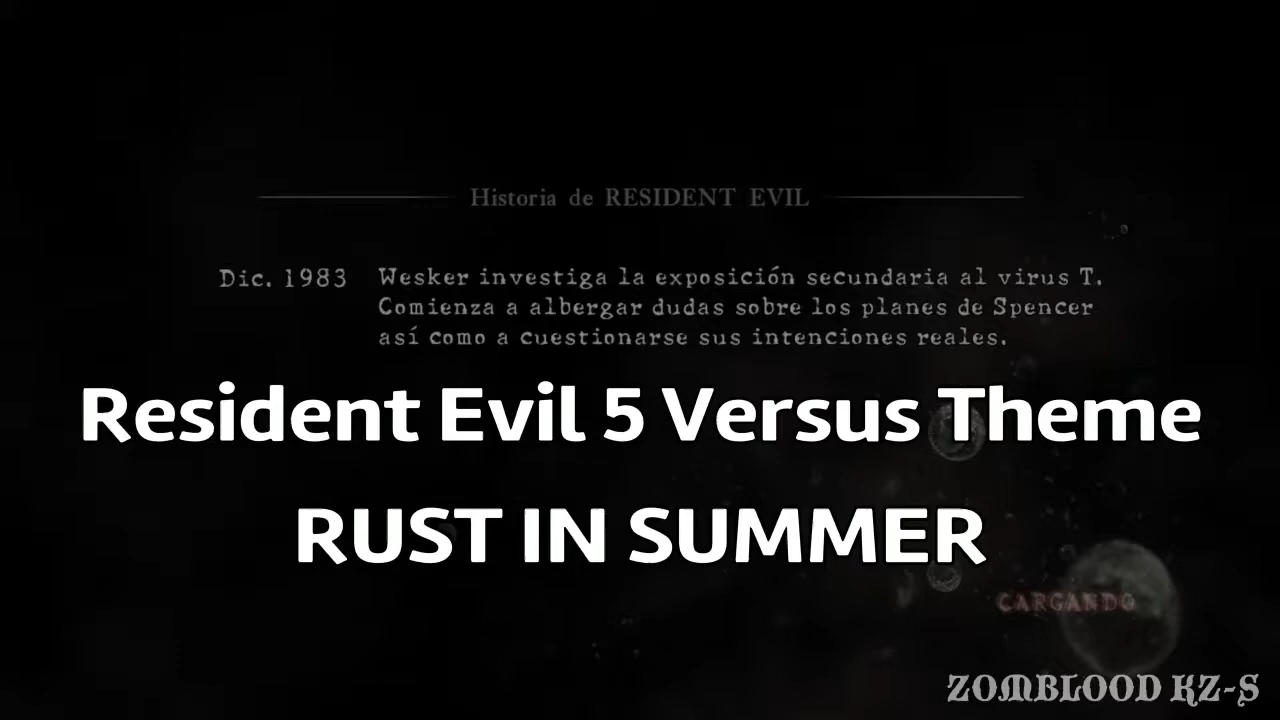 Historia de RESIDENT EVIL
Dic. 1983 Wesker investiga la exposición secundaria al virus T.
Comienza a albergar dudas sobre los planes de Spencer
así como a cuestionarse sus intenciones reales.
Resident Evil 5 Versus Theme
RUST IN SUMMER
CARGANDO
ZOMBLOOD KZ-S